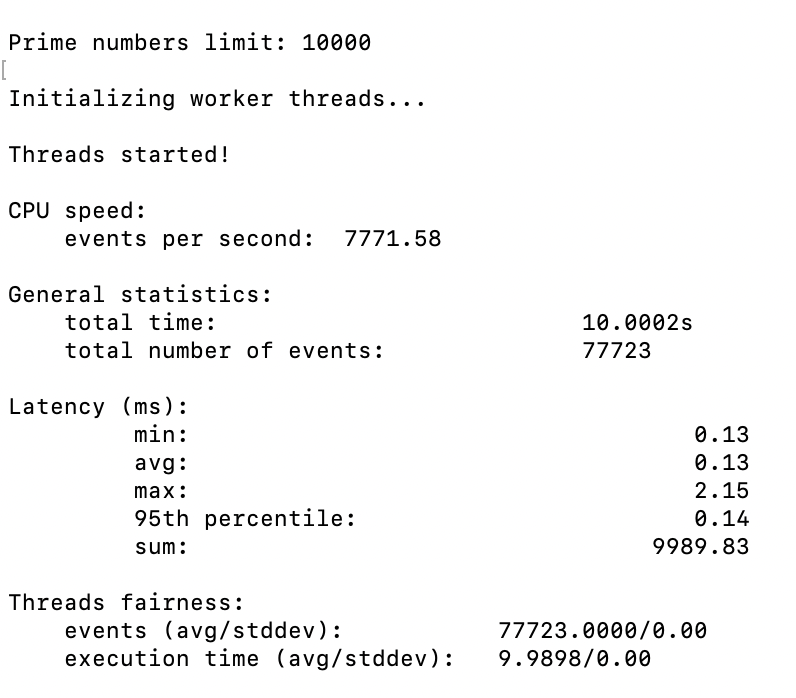 Prime numbers limit: 10000
[
Initializing worker threads...
Threads started!
CPU speed:
events per second: 7771.58
General statistics:
total time: 10.0002s
total number of events: 77723
Latency (ms):
min: 0.13
avg: 0.13
max: 2.15
95th percentile: 0.14
sum: 9989.83
Threads fairness:
events (avg/stddev): 77723.0000/0.00
execution time (avg/stddev): 9.9898/0.00